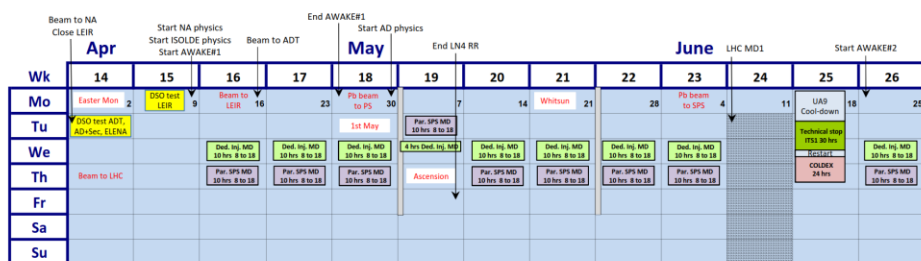 Beam to NA
Close LEIR
Start NA physics
Start ISOLDE physics
Start AWAKE#1
Beam to ADT
End AWAKE#1
Start AD physics
End LN4 RR
LHC MD1
Start AWAKE#2
Apr May June
Wk 14 15 16 17 18 19 20 21 22 23 24 25 26
Mo Easter Mon 2 DSO test 9 Beam to 16 23 Pb beam 30 7 14 Whitsun 21 28 Pb beam 4 11 UA9 18 25
LEIR LEIR to PS to SPS Cool-down
Tu DSO test ADT, 1st May Par. SPS MD Technical stop
AD+Sec, ELENA 10 hrs 8 to 18 ITS1 30 hrs
We Ded. Inj. MD Ded. Inj. MD Ded. Inj. MD 4 hrs Ded. Inj. MD Ded. Inj. MD Ded. Inj. MD Ded. Inj. MD Ded. Inj. MD Ded. Inj. MD
10 hrs 8 to 18 10 hrs 8 to 18 10 hrs 8 to 18 10 hrs 8 to 18 10 hrs 8 to 18 10 hrs 8 to 18 10 hrs 8 to 18 Restart 10 hrs 8 to 18
Th Beam to LHC Par. SPS MD Par. SPS MD Par. SPS MD Ascension Par. SPS MD Par. SPS MD Par. SPS MD Par. SPS MD COLDEX Par. SPS MD
10 hrs 8 to 18 10 hrs 8 to 18 10 hrs 8 to 18 10 hrs 8 to 18 10 hrs 8 to 18 10 hrs 8 to 18 10 hrs 8 to 18 24 hrs 10 hrs 8 to 18
Fr
Sa
Su